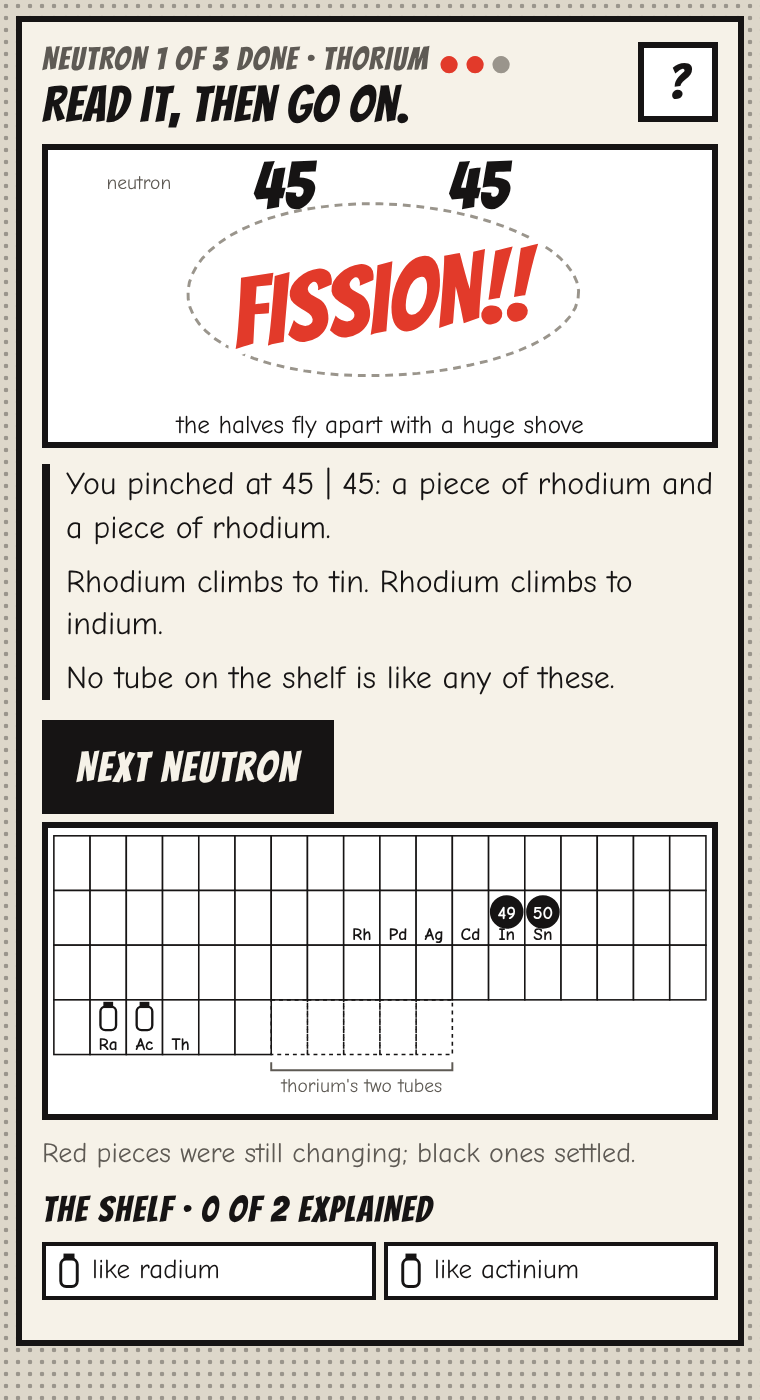 NEUTRON 1 OF 3 DONE · THORIUM
READ IT, THEN GO ON.
?
neutron
45 45
FISSION!!
the halves fly apart with a huge shove
You pinched at 45 | 45: a piece of rhodium and
a piece of rhodium.
Rhodium climbs to tin. Rhodium climbs to
indium.
No tube on the shelf is like any of these.
NEXT NEUTRON
49 50
Rh Pd Ag Cd In Sn
Ra Ac Th
thorium's two tubes
Red pieces were still changing; black ones settled.
THE SHELF · 0 OF 2 EXPLAINED
like radium
like actinium